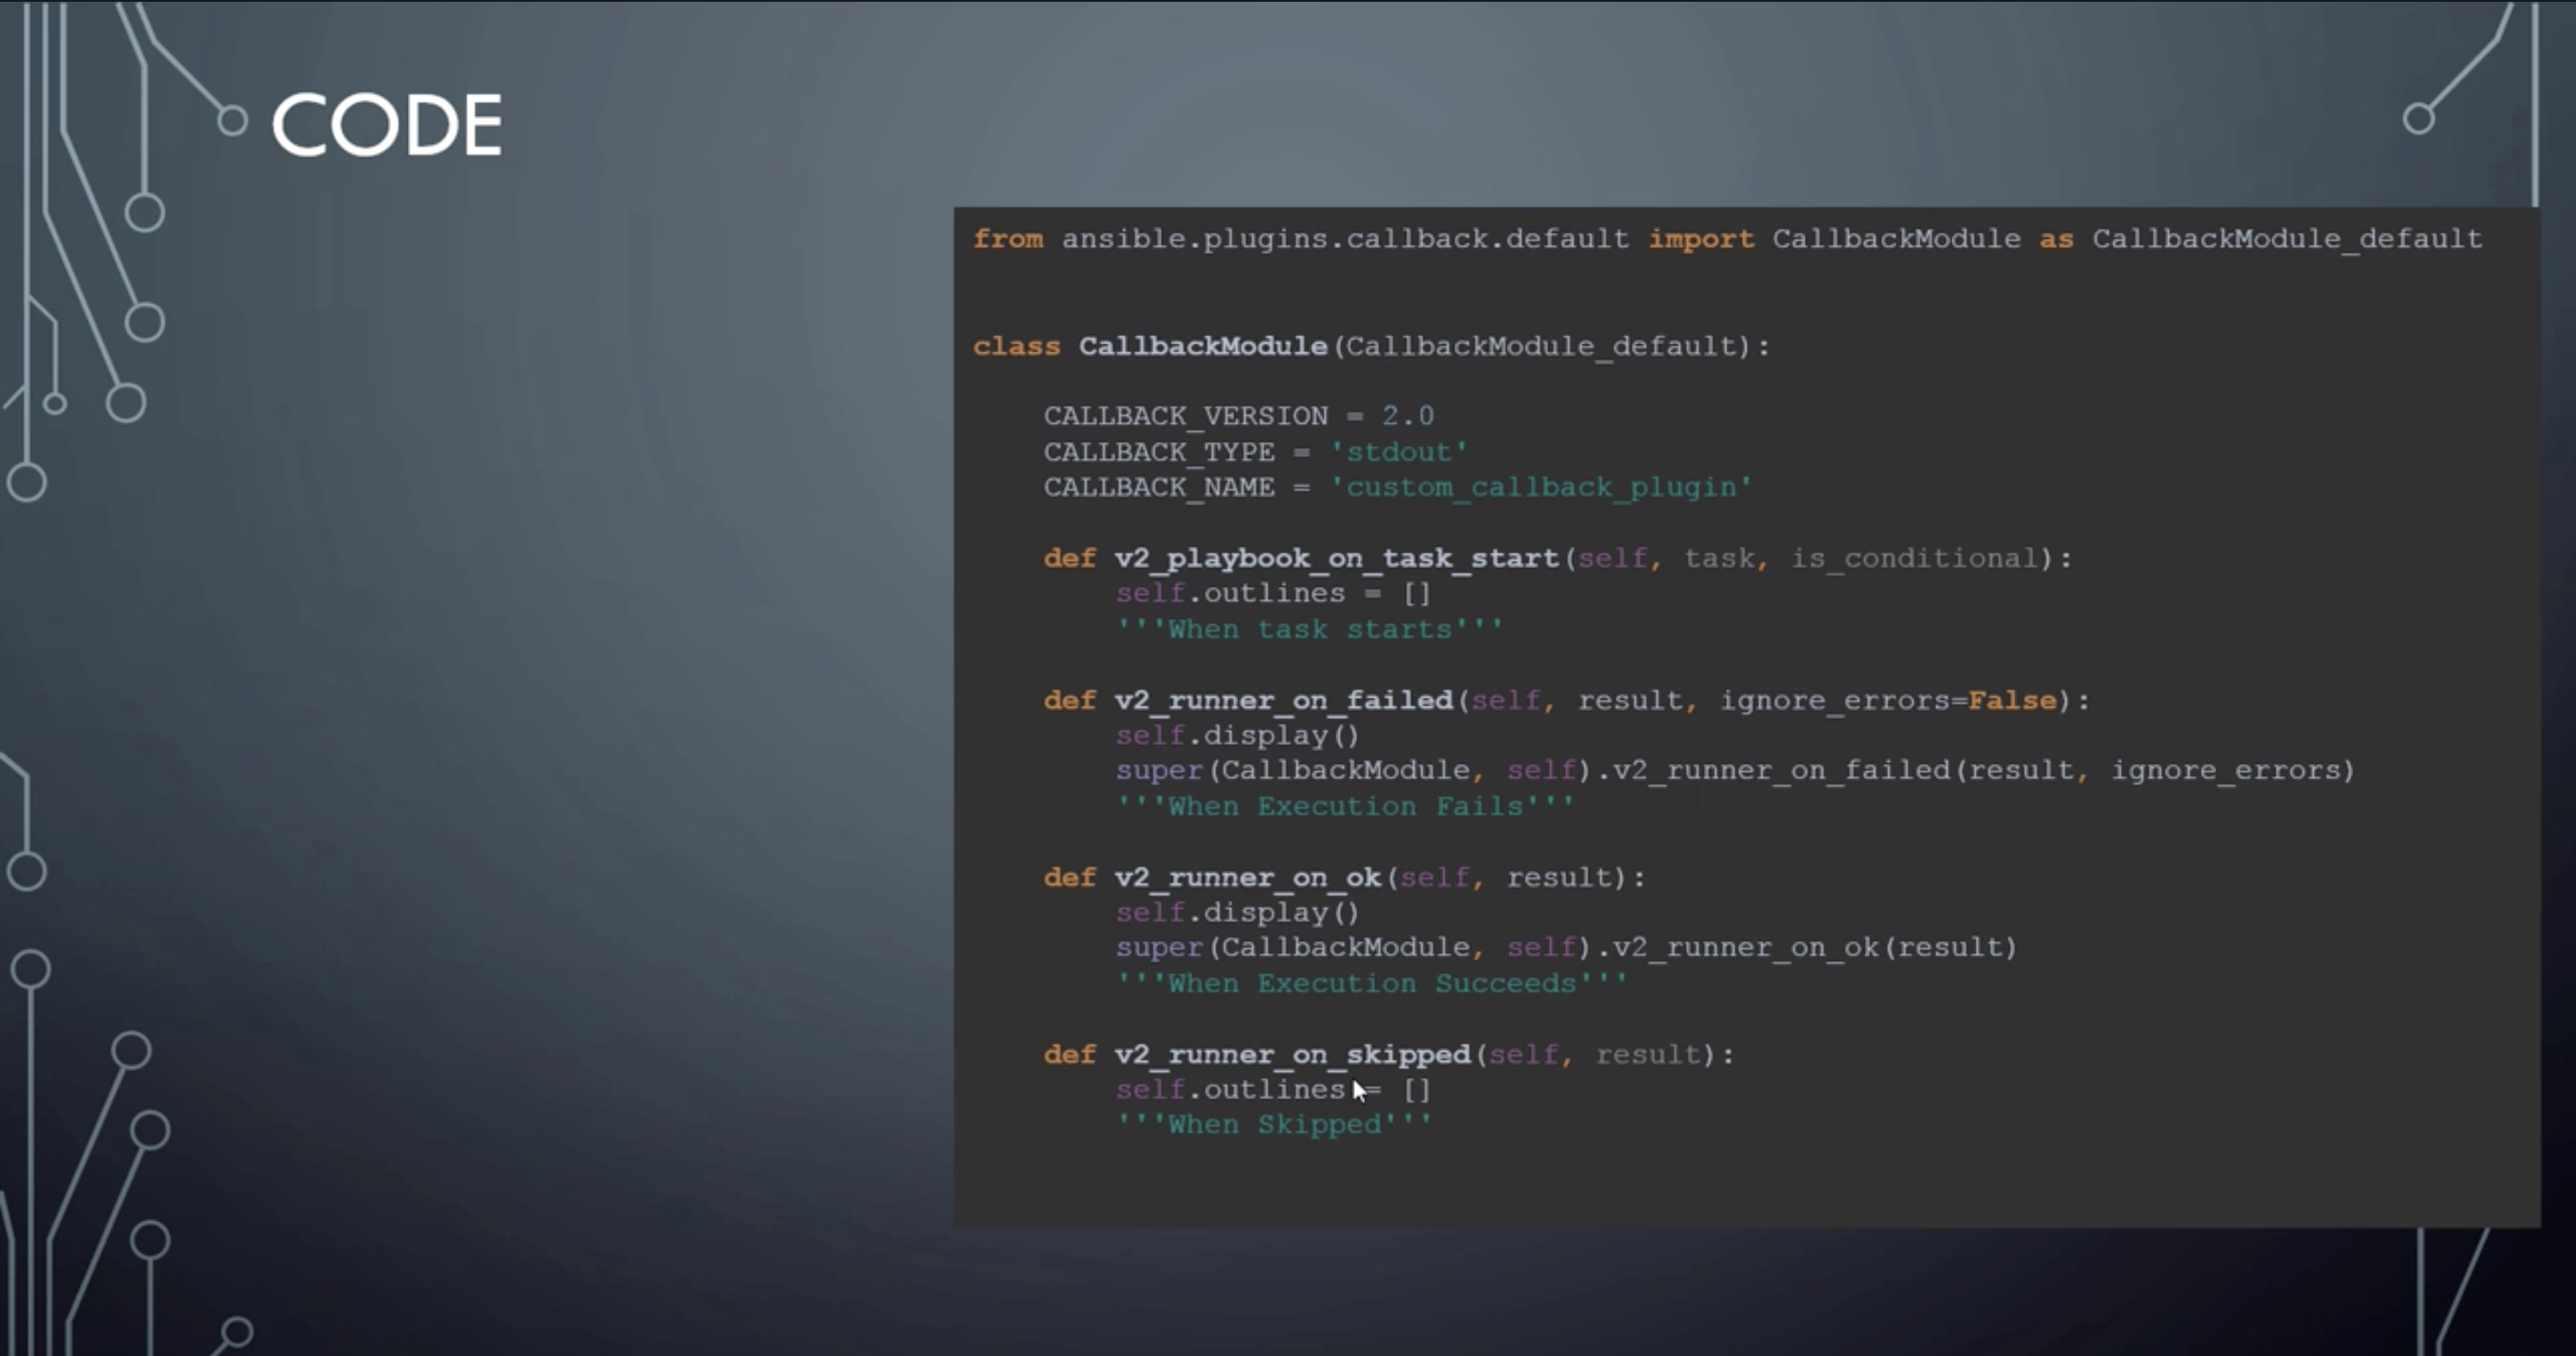 CODE
from ansible.plugins.callback.default import CallbackModule as CallbackModule_default
class CallbackModule(CallbackModule_default):
    CALLBACK_VERSION = 2.0
    CALLBACK_TYPE = 'stdout'
    CALLBACK_NAME = 'custom_callback_plugin'
    def v2_playbook_on_task_start(self, task, is_conditional):
        self.outlines = []
        '''When task starts'''
    def v2_runner_on_failed(self, result, ignore_errors=False):
        self.display()
        super(CallbackModule, self).v2_runner_on_failed(result, ignore_errors)
        '''When Execution Fails'''
    def v2_runner_on_ok(self, result):
        self.display()
        super(CallbackModule, self).v2_runner_on_ok(result)
        '''When Execution Succeeds'''
    def v2_runner_on_skipped(self, result):
        self.outlines = []
        '''When Skipped'''